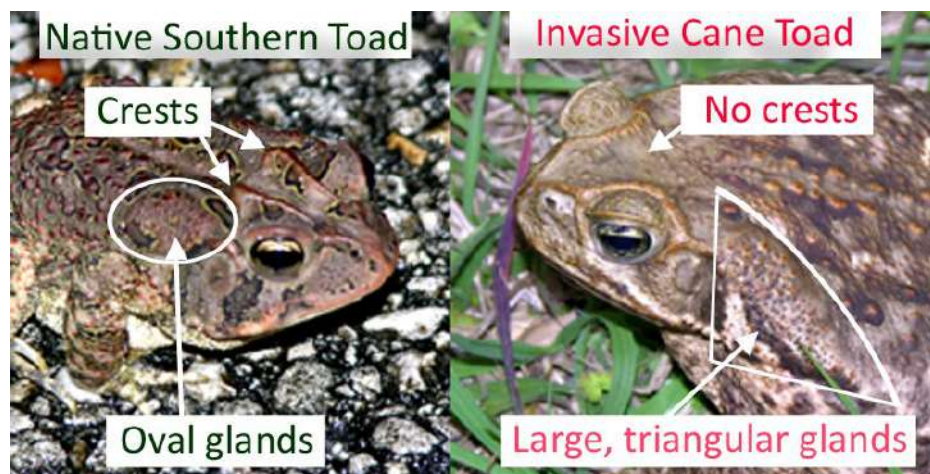 Native Southern Toad
Crests
Oval glands
Invasive Cane Toad
No crests
Large, triangular glands